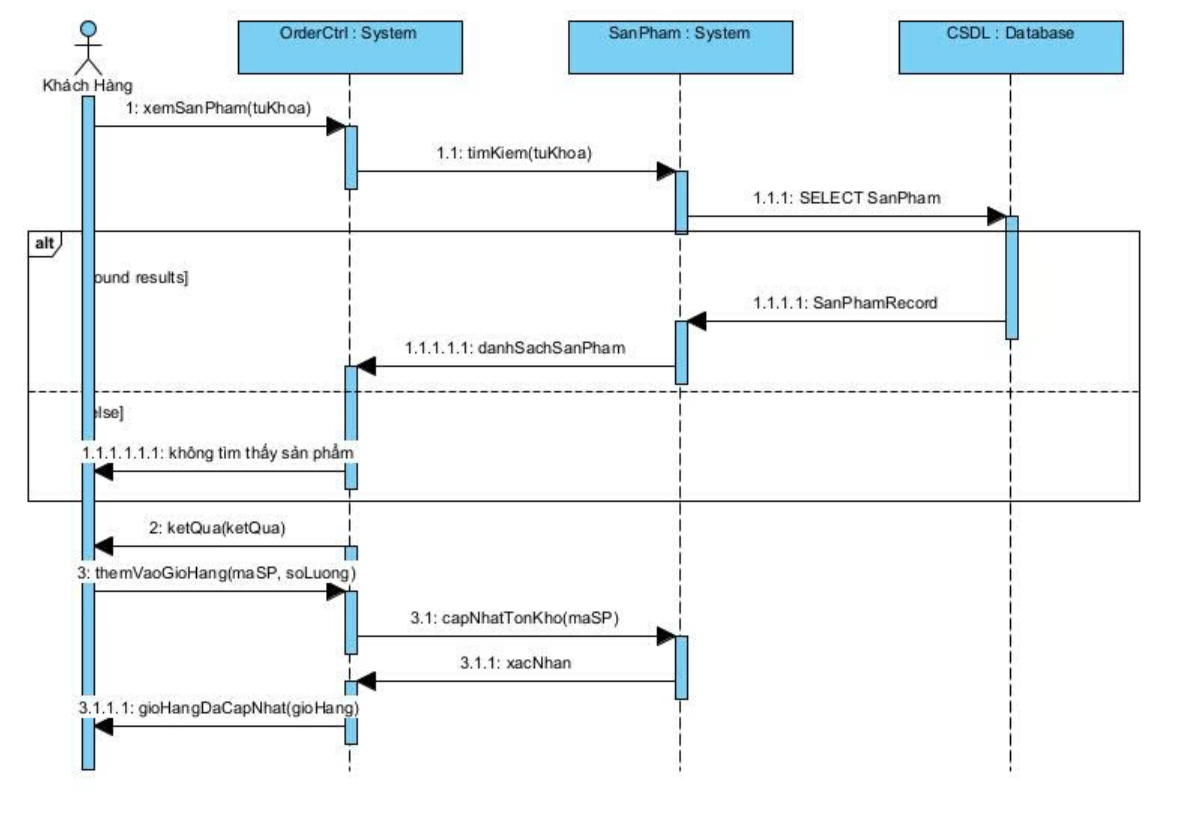 OrderCtrl : System
SanPham : System
CSDL : Database
Khách Hàng
1: xemSanPham(tuKhoa)
1.1: timKiem(tuKhoa)
1.1.1: SELECT SanPham
alt
ound results]
1.1.1.1: SanPhamRecord
1.1.1.1.1: danhSachSanPham
else]
1.1.1.1.1.1: không tìm thấy sản phẩm
2: ketQua(ketQua)
3: themVaoGioHang(maSP, soLuong)
3.1: capNhatTonKho(maSP)
3.1.1: xacNhan
3.1.1.1: gioHangDaCapNhat(gioHang)